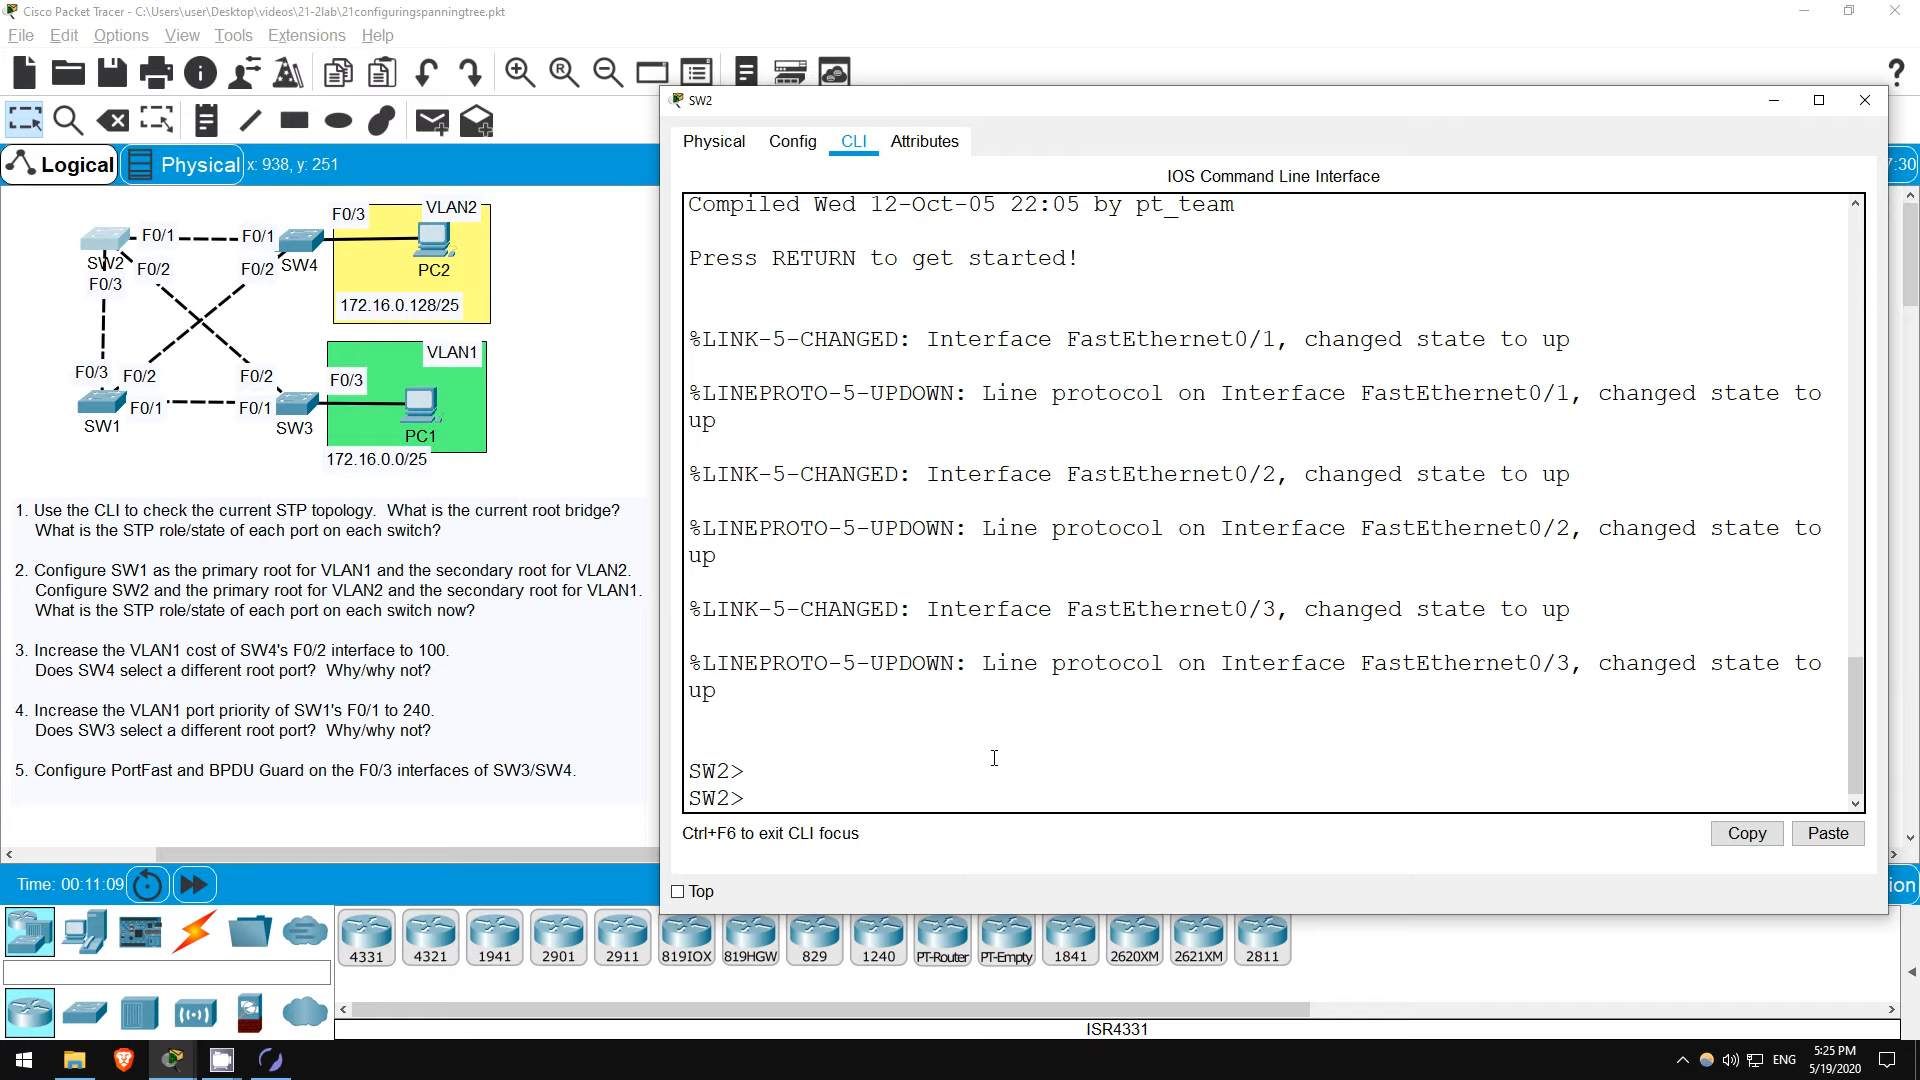 Cisco Packet Tracer - C:\Users\user\Desktop\videos\21-2lab\21configuringspanningtree.pkt
File Edit Options View Tools Extensions Help
Logical
Physical x: 938, y: 251
7:30
F0/3
VLAN2
F0/1
F0/1
SW2
F0/2
F0/2
SW4
PC2
F0/3
172.16.0.128/25
VLAN1
F0/3
F0/2
F0/2
F0/3
F0/1
F0/1
SW1
SW3
PC1
172.16.0.0/25
1. Use the CLI to check the current STP topology. What is the current root bridge?
What is the STP role/state of each port on each switch?
2. Configure SW1 as the primary root for VLAN1 and the secondary root for VLAN2.
Configure SW2 and the primary root for VLAN2 and the secondary root for VLAN1.
What is the STP role/state of each port on each switch now?
3. Increase the VLAN1 cost of SW4's F0/2 interface to 100.
Does SW4 select a different root port? Why/why not?
4. Increase the VLAN1 port priority of SW1's F0/1 to 240.
Does SW3 select a different root port? Why/why not?
5. Configure PortFast and BPDU Guard on the F0/3 interfaces of SW3/SW4.
SW2
Physical Config CLI Attributes
IOS Command Line Interface
Compiled Wed 12-Oct-05 22:05 by pt_team
Press RETURN to get started!
%LINK-5-CHANGED: Interface FastEthernet0/1, changed state to up
%LINEPROTO-5-UPDOWN: Line protocol on Interface FastEthernet0/1, changed state to
up
%LINK-5-CHANGED: Interface FastEthernet0/2, changed state to up
%LINEPROTO-5-UPDOWN: Line protocol on Interface FastEthernet0/2, changed state to
up
%LINK-5-CHANGED: Interface FastEthernet0/3, changed state to up
%LINEPROTO-5-UPDOWN: Line protocol on Interface FastEthernet0/3, changed state to
up
SW2>
SW2>
Ctrl+F6 to exit CLI focus
Copy
Paste
Top
Time: 00:11:09
ion
4331 4321 1941 2901 2911 819IOX 819HGW 829 1240 PT-Router PT-Empty 1841 2620XM 2621XM 2811
ISR4331
ENG
5:25 PM
5/19/2020